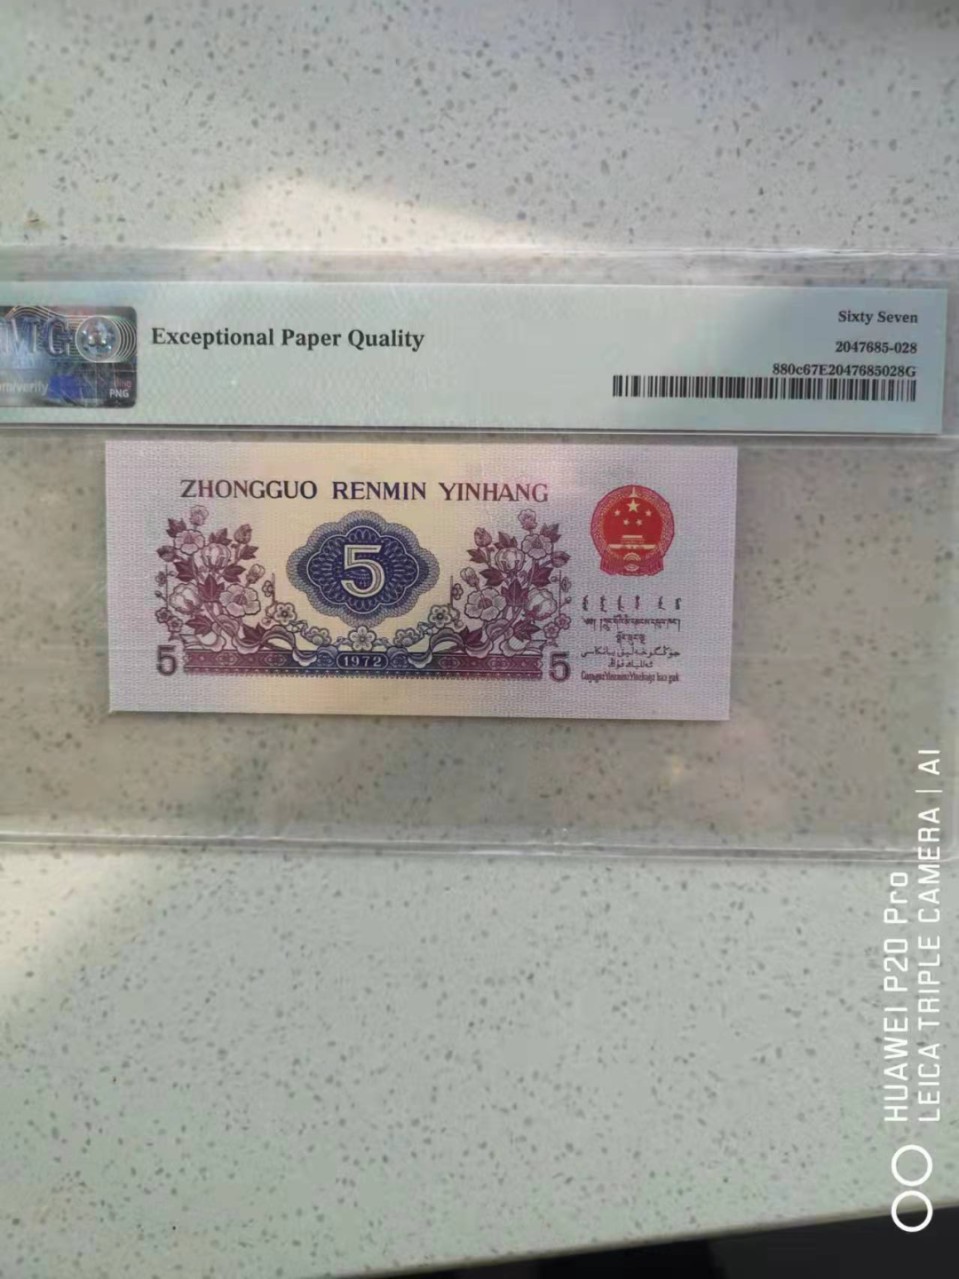 Exceptional Paper Quality
Sixty Seven
2047685-028
880c67E2047685028G
PNG
ZHONGGUO RENMIN YINHANG
5
1972
5
5
HUAWEI P20 Pro
LEICA TRIPLE CAMERA | AI